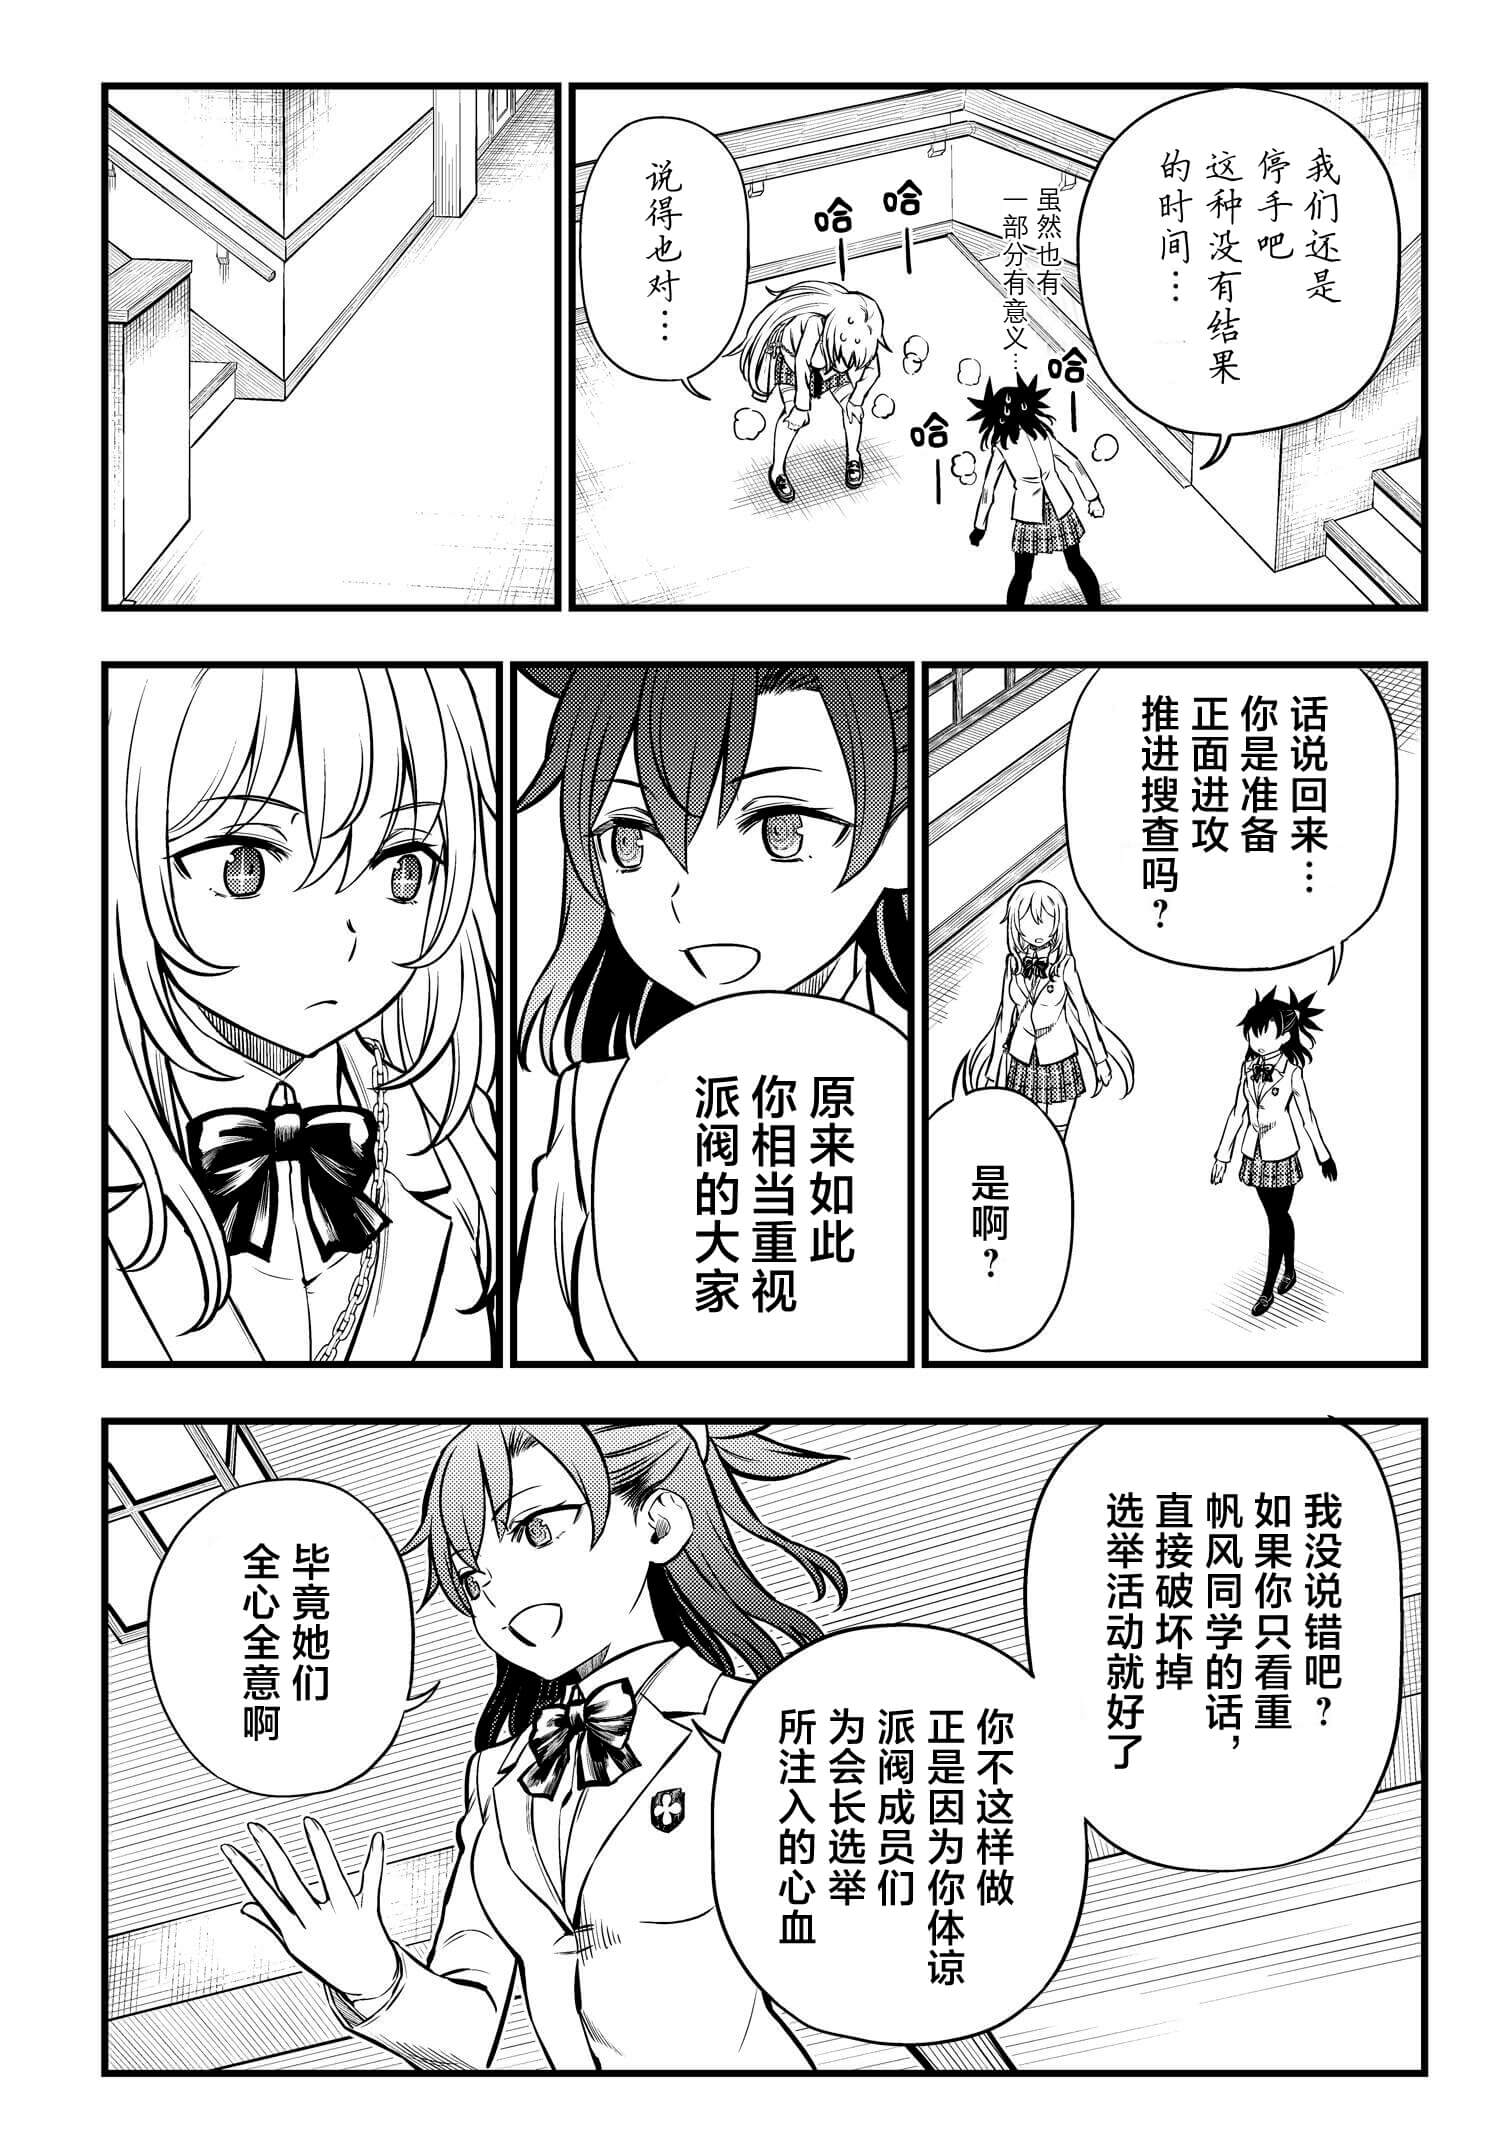 我们还是
停手吧
这种没有结果
的时间…
虽然也有
一部分有意义…
哈—
哈—
哈—
哈—
说得也对…
话说回来…
你是准备
正面进攻
推进搜查吗?
是啊?
原来如此
你相当重视
派阀的大家
我没说错吧?
如果你只看重
帆风同学的话，
直接破坏掉
选举活动就好了
你不这样做
正是因为你体谅
派阀成员们
为会长选举
所注入的心血
毕竟她们
全心全意啊